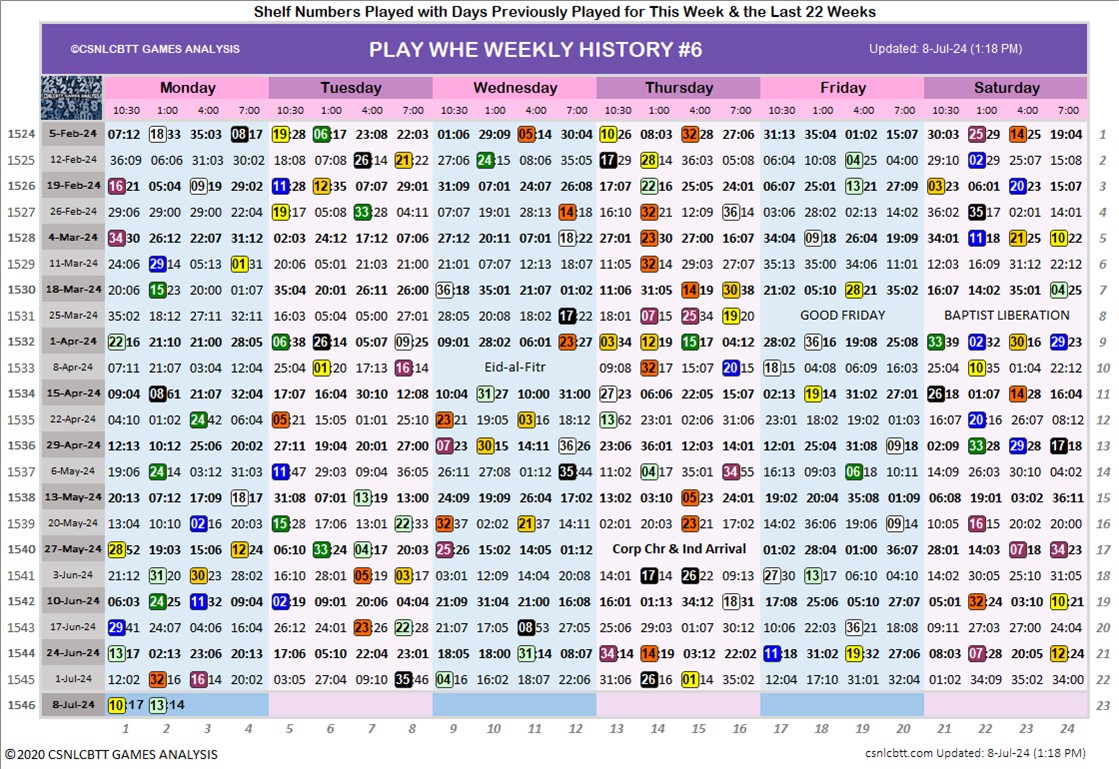 Shelf Numbers Played with Days Previously Played for This Week & the Last 22 Weeks
©CSNLCBTT GAMES ANALYSIS PLAY WHE WEEKLY HISTORY #6 Updated: 8-Jul-24 (1:18 PM)
Monday Tuesday Wednesday Thursday Friday Saturday
10:30 1:00 4:00 7:00 10:30 1:00 4:00 7:00 10:30 1:00 4:00 7:00 10:30 1:00 4:00 7:00 10:30 1:00 4:00 7:00 10:30 1:00 4:00 7:00
1524 5-Feb-24 07:12 18:33 35:03 08:17 19:28 06:17 23:08 22:03 01:06 29:09 05:14 30:04 10:26 08:03 32:28 27:06 31:13 35:04 01:02 15:07 30:03 25:29 14:25 19:04 1
1525 12-Feb-24 36:09 06:06 31:03 30:02 18:08 07:08 26:14 21:22 27:06 10:15 08:06 35:05 17:29 28:14 36:03 05:08 06:04 10:08 04:25 04:00 29:10 02:29 25:07 15:08 2
1526 19-Feb-24 16:21 05:04 09:19 29:02 11:28 12:35 07:07 29:01 31:09 07:01 24:07 26:08 17:07 22:16 25:05 24:01 06:07 25:01 13:21 07:09 03:23 06:01 20:23 15:07 3
1527 26-Feb-24 29:06 29:00 29:00 22:04 19:17 05:08 33:28 04:11 07:07 19:01 28:13 14:18 16:10 32:21 12:09 36:14 03:06 28:02 02:13 14:02 36:02 35:17 02:01 14:01 4
1528 4-Mar-24 34:30 26:12 22:07 31:12 02:03 24:12 17:12 07:06 27:12 20:11 07:01 18:22 27:01 23:30 27:00 16:07 34:04 09:18 26:04 19:09 34:01 11:18 21:25 10:22 5
1529 11-Mar-24 24:06 29:14 05:13 01:31 20:06 05:01 21:03 21:00 21:01 07:07 12:13 18:07 11:05 32:14 29:03 27:07 35:13 35:00 33:06 11:01 12:03 16:09 31:12 22:12 6
1530 18-Mar-24 20:06 15:23 20:00 01:07 35:04 20:01 26:11 28:08 36:18 35:01 21:07 01:02 11:06 31:05 14:19 30:38 21:02 05:10 28:21 35:02 16:07 14:02 11:05 04:25 7
1531 25-Mar-24 35:02 18:12 27:11 32:11 16:03 05:04 05:00 27:01 28:05 20:08 18:02 17:22 18:01 07:15 25:34 19:20 GOOD FRIDAY BAPTIST LIBERATION 8
1532 1-Apr-24 22:16 21:10 21:00 28:05 06:38 26:14 05:07 09:25 09:01 28:02 06:01 23:27 03:34 12:19 15:17 04:12 28:02 36:16 19:08 25:08 33:39 02:32 30:16 29:23 9
1533 8-Apr-24 07:11 21:07 03:04 12:04 25:04 01:20 17:13 16:14 Eid-al-Fitr 09:08 32:17 15:07 20:15 18:15 04:08 06:09 16:03 25:04 10:35 01:04 22:12 10
1534 15-Apr-24 09:04 08:61 21:07 32:04 17:07 16:04 30:10 12:08 10:04 31:27 10:00 31:00 27:23 06:06 22:05 15:07 02:13 19:14 31:02 27:01 26:18 01:07 14:28 16:04 11
1535 22-Apr-24 04:10 01:02 24:42 06:04 05:21 15:05 01:01 25:10 23:21 16:09 03:16 18:12 13:62 23:01 02:05 31:06 23:01 18:02 19:02 01:03 16:07 20:16 26:07 08:12 12
1536 29-Apr-24 12:13 10:12 25:06 20:02 27:11 19:04 20:01 27:00 07:23 30:15 14:11 36:26 23:06 36:01 12:03 14:01 12:01 25:04 31:08 09:18 02:09 33:28 29:28 17:18 13
1537 6-May-24 19:06 24:14 03:12 31:03 11:47 09:03 09:04 36:05 26:11 27:08 01:12 35:44 11:02 04:17 35:01 34:55 16:13 09:03 06:18 10:11 14:09 26:03 30:10 04:02 14
1538 13-May-24 20:13 07:12 17:09 18:17 31:08 07:01 13:19 13:00 24:09 19:09 26:04 17:02 13:02 03:10 05:23 24:01 19:02 20:04 35:08 01:09 06:08 19:01 03:02 36:11 15
1539 20-May-24 13:04 10:10 02:16 20:03 15:28 17:06 13:01 22:33 32:37 02:02 21:37 14:11 02:01 20:03 23:21 17:02 14:02 36:06 19:06 09:14 10:05 16:15 20:02 20:00 16
1540 27-May-24 28:52 19:03 15:06 12:24 06:10 33:24 04:17 20:03 25:26 15:02 14:05 01:12 Corp Chr & Ind Arrival 17:02 01:28 28:04 01:00 36:07 28:01 14:03 07:18 34:23 17
1541 3-Jun-24 21:12 31:20 30:23 28:02 16:10 28:01 05:19 03:17 03:01 12:09 14:04 20:08 14:01 17:14 26:22 09:13 27:30 13:17 06:10 04:10 14:02 30:05 25:10 31:05 18
1542 10-Jun-24 06:03 24:25 11:32 09:04 02:19 09:01 20:06 04:04 21:09 31:04 21:00 16:08 16:01 01:13 34:12 18:31 17:08 25:06 05:10 27:07 05:01 32:24 03:10 10:21 19
1543 17-Jun-24 29:41 24:07 04:06 16:04 26:12 24:01 23:26 22:28 21:07 17:05 08:53 27:05 25:06 29:03 01:07 30:12 10:06 02:03 36:21 18:08 09:11 27:03 27:00 24:04 20
1544 24-Jun-24 13:17 02:13 23:06 20:13 17:06 05:10 22:04 23:01 18:05 18:00 31:14 08:07 34:14 14:19 03:12 22:02 11:18 31:02 19:32 27:06 08:03 07:28 20:05 12:24 21
1545 1-Jul-24 12:02 32:16 16:14 20:02 03:05 27:04 09:10 35:46 04:16 16:02 18:07 22:06 31:06 26:16 01:14 35:02 12:04 17:10 31:01 32:04 01:02 34:09 35:02 34:00 22
1546 8-Jul-24 10:17 13:14 23
1 2 3 4 5 6 7 8 9 10 11 12 13 14 15 16 17 18 19 20 21 22 23 24
©2020 CSNLCBTT GAMES ANALYSIS csnlcbtt.com Updated: 8-Jul-24 (1:18 PM)